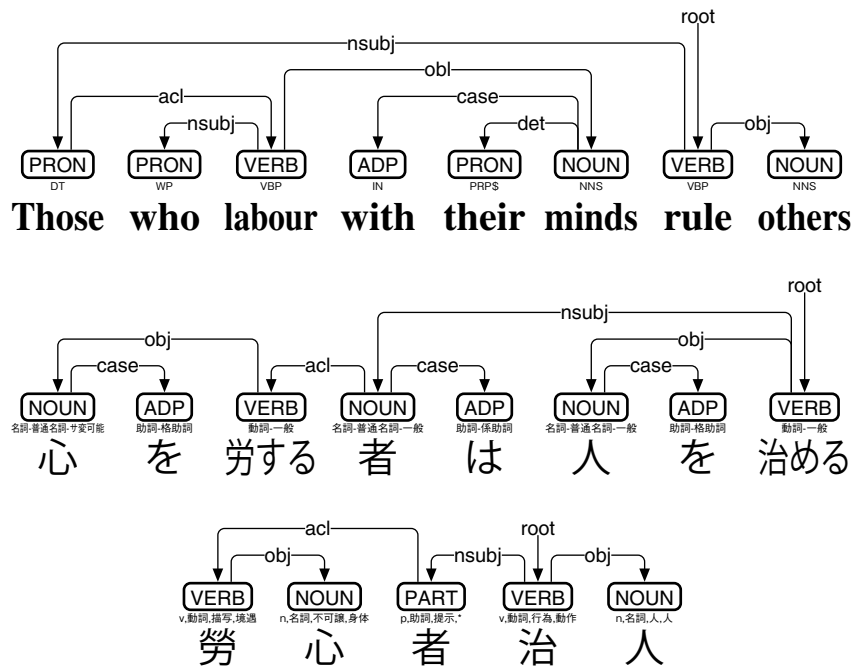 root
nsubj
obl
acl case
nsubj det obj
PRON PRON VERB ADP PRON NOUN VERB NOUN
DT WP VBP IN PRP$ NNS VBP NNS
Those who labour with their minds rule others
root
nsubj
obj obj
case acl case case
NOUN ADP VERB NOUN ADP NOUN ADP VERB
名詞-普通名詞-サ変可能 助詞-格助詞 動詞-一般 名詞-普通名詞-一般 助詞-係助詞 名詞-普通名詞-一般 助詞-格助詞 動詞-一般
心 を 労する 者 は 人 を 治める
acl root
obj nsubj obj
VERB NOUN PART VERB NOUN
v,動詞,描写,境遇 n,名詞,不可譲,身体 p,助詞,提示,* v,動詞,行為,動作 n,名詞,人,人
勞 心 者 治 人